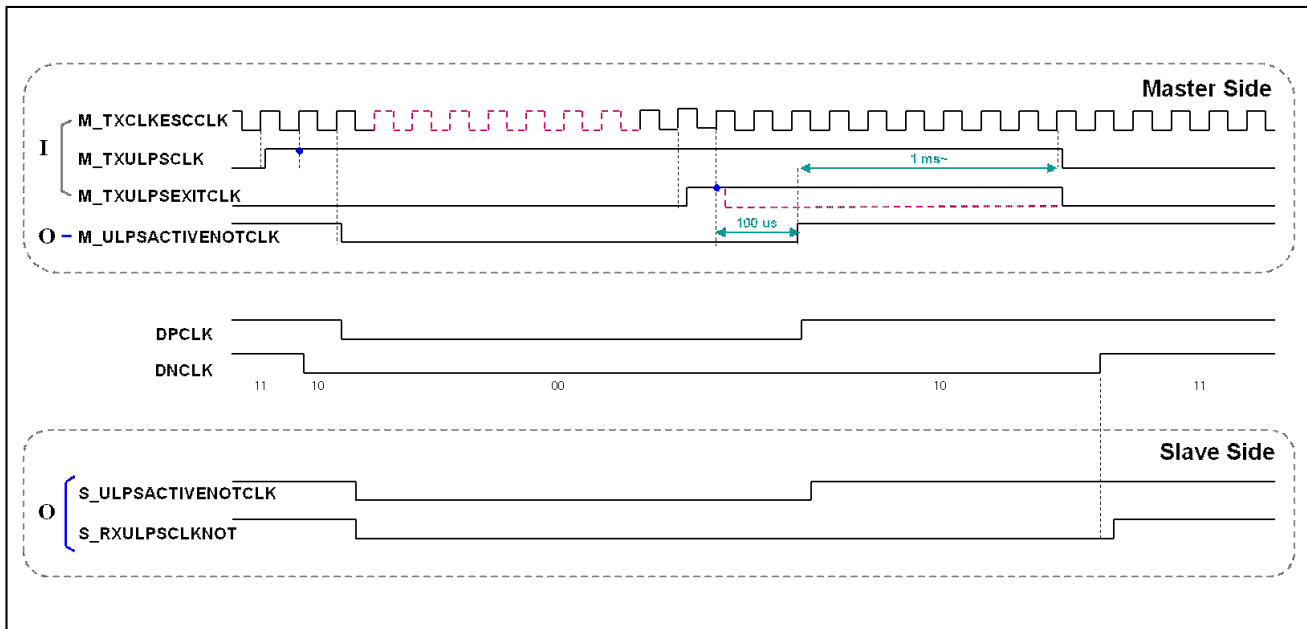 Master Side
M_TXCLKESCCLK
I
M_TXULPSCLK
1 ms~
M_TXULPSEXITCLK
100 us
O
M_ULPSACTIVENOTCLK
DPCLK
DNCLK
11 10 00 10 11
Slave Side
S_ULPSACTIVENOTCLK
O
S_RXULPSCLKNOT